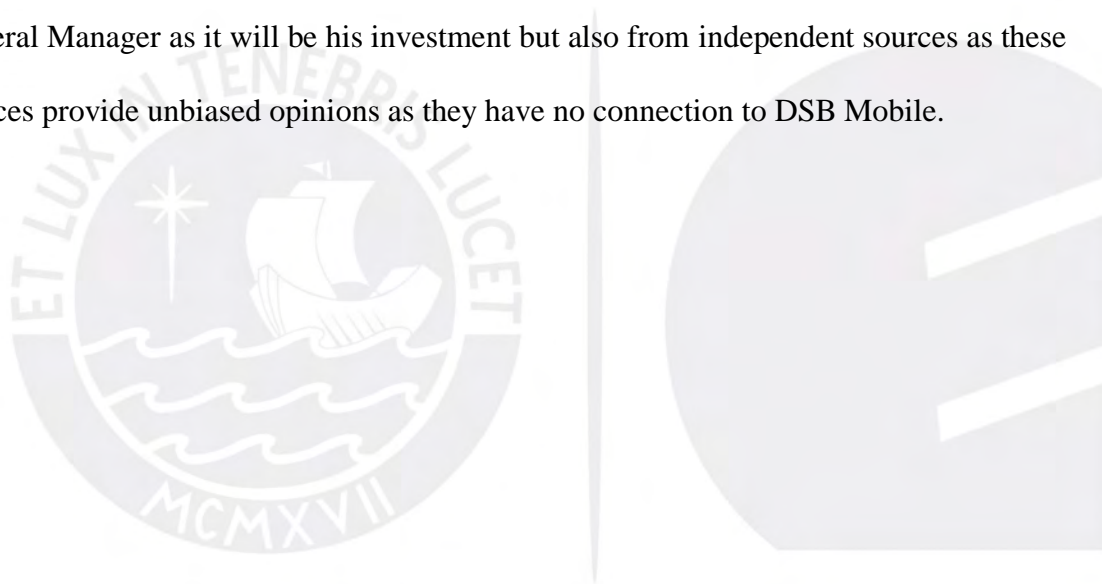 eral Manager as it will be his investment but also from independent sources as these
ces provide unbiased opinions as they have no connection to DSB Mobile.
ET LUX IN TENEBRIS LUCET
MCMXVII